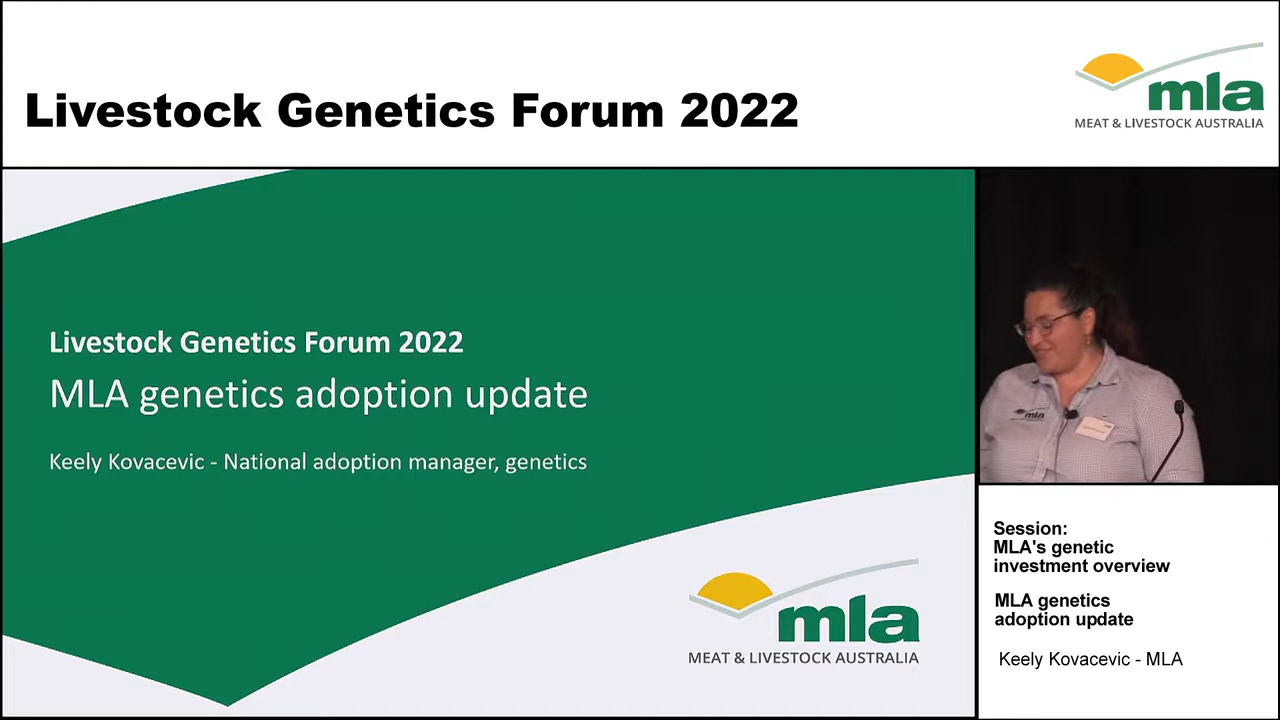 Livestock Genetics Forum 2022
mla
MEAT & LIVESTOCK AUSTRALIA
Livestock Genetics Forum 2022
MLA genetics adoption update
Keely Kovacevic - National adoption manager, genetics
mla
MEAT & LIVESTOCK AUSTRALIA
mla
Session:
MLA's genetic
investment overview
MLA genetics
adoption update
Keely Kovacevic - MLA